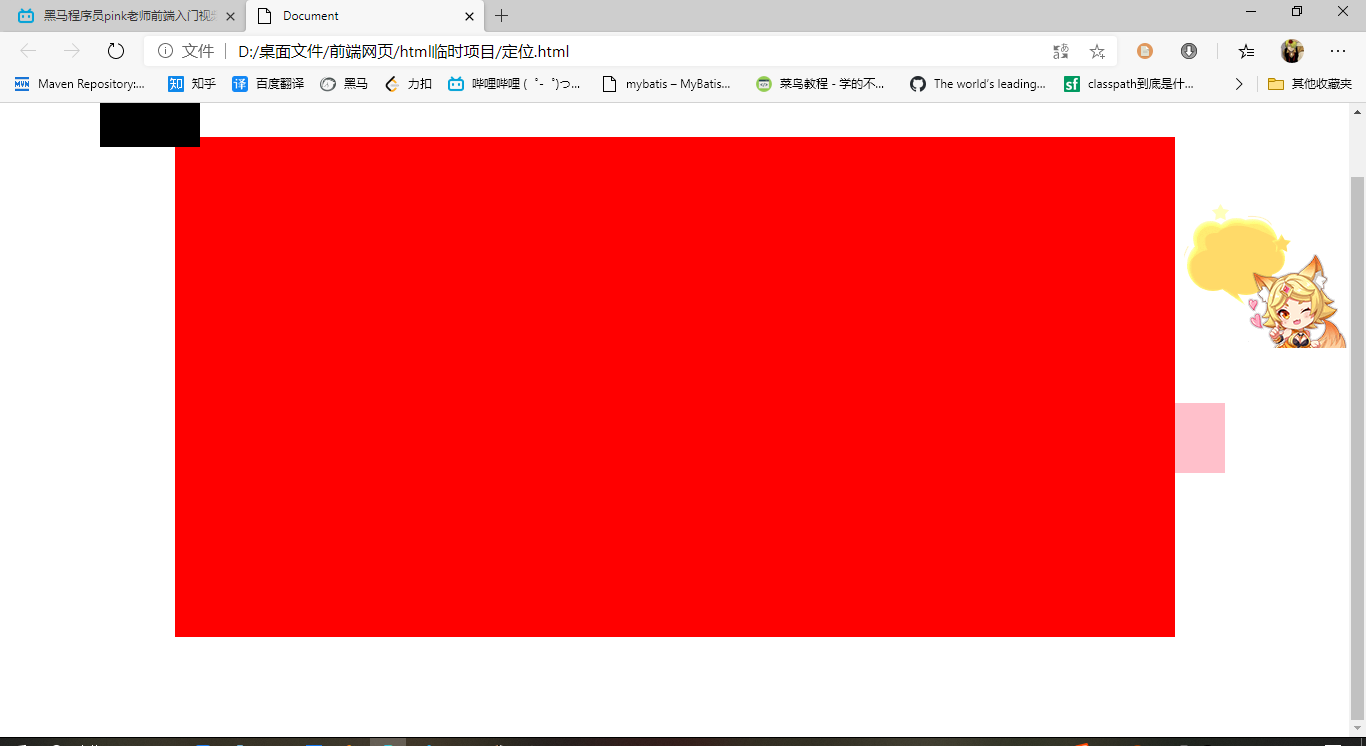 黑马程序员pink老师前端入门视
Document
文件
D:/桌面文件/前端网页/html临时项目/定位.html
Maven Repository:...
知 知乎
译 百度翻译
黑马
力扣
哔哩哔哩 ( ゜- ゜)つ...
mybatis – MyBatis...
菜鸟教程 - 学的不...
The world's leading...
sf classpath到底是什...
其他收藏夹